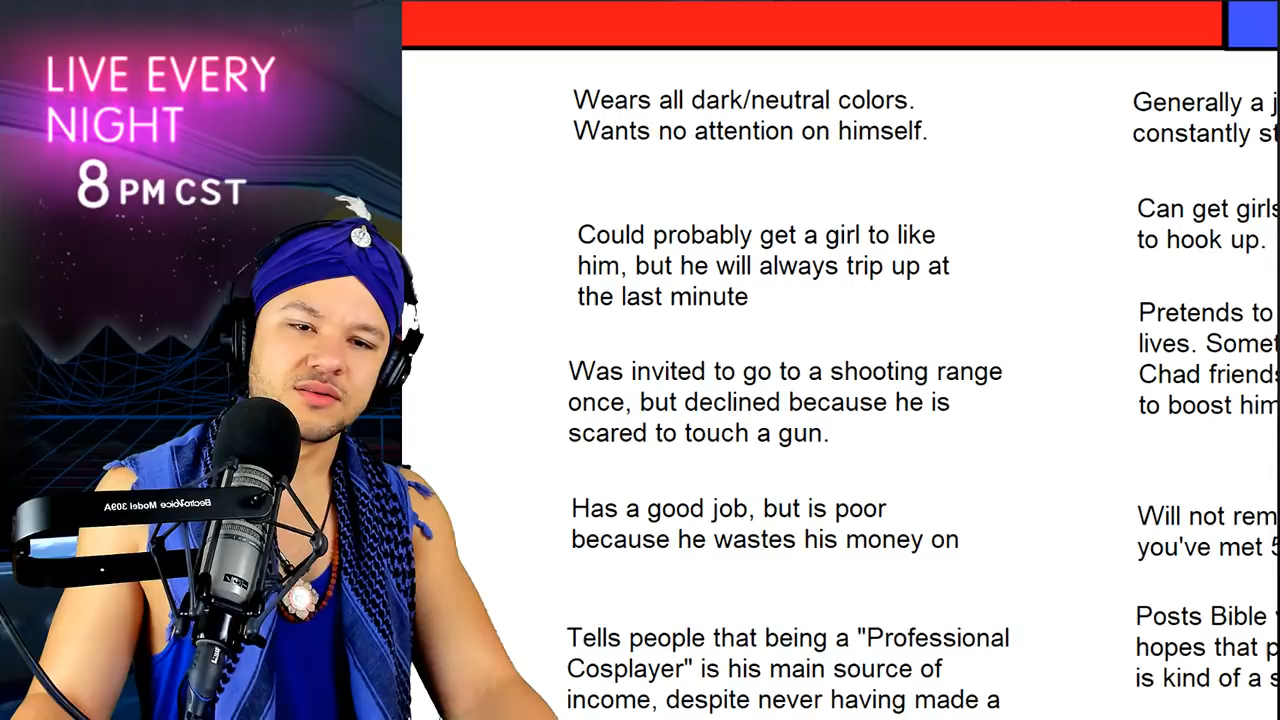 LIVE EVERY
NIGHT
8 PM CST
Wears all dark/neutral colors.
Wants no attention on himself.
Could probably get a girl to like
him, but he will always trip up at
the last minute
Was invited to go to a shooting range
once, but declined because he is
scared to touch a gun.
Has a good job, but is poor
because he wastes his money on
Tells people that being a "Professional
Cosplayer" is his main source of
income, despite never having made a
Generally a
constantly
Can get girls
to hook up.
Pretends to
lives.
Chad friends
to boost him
Will not
you've met
Posts Bible
hopes that
is kind of a
Model 309A